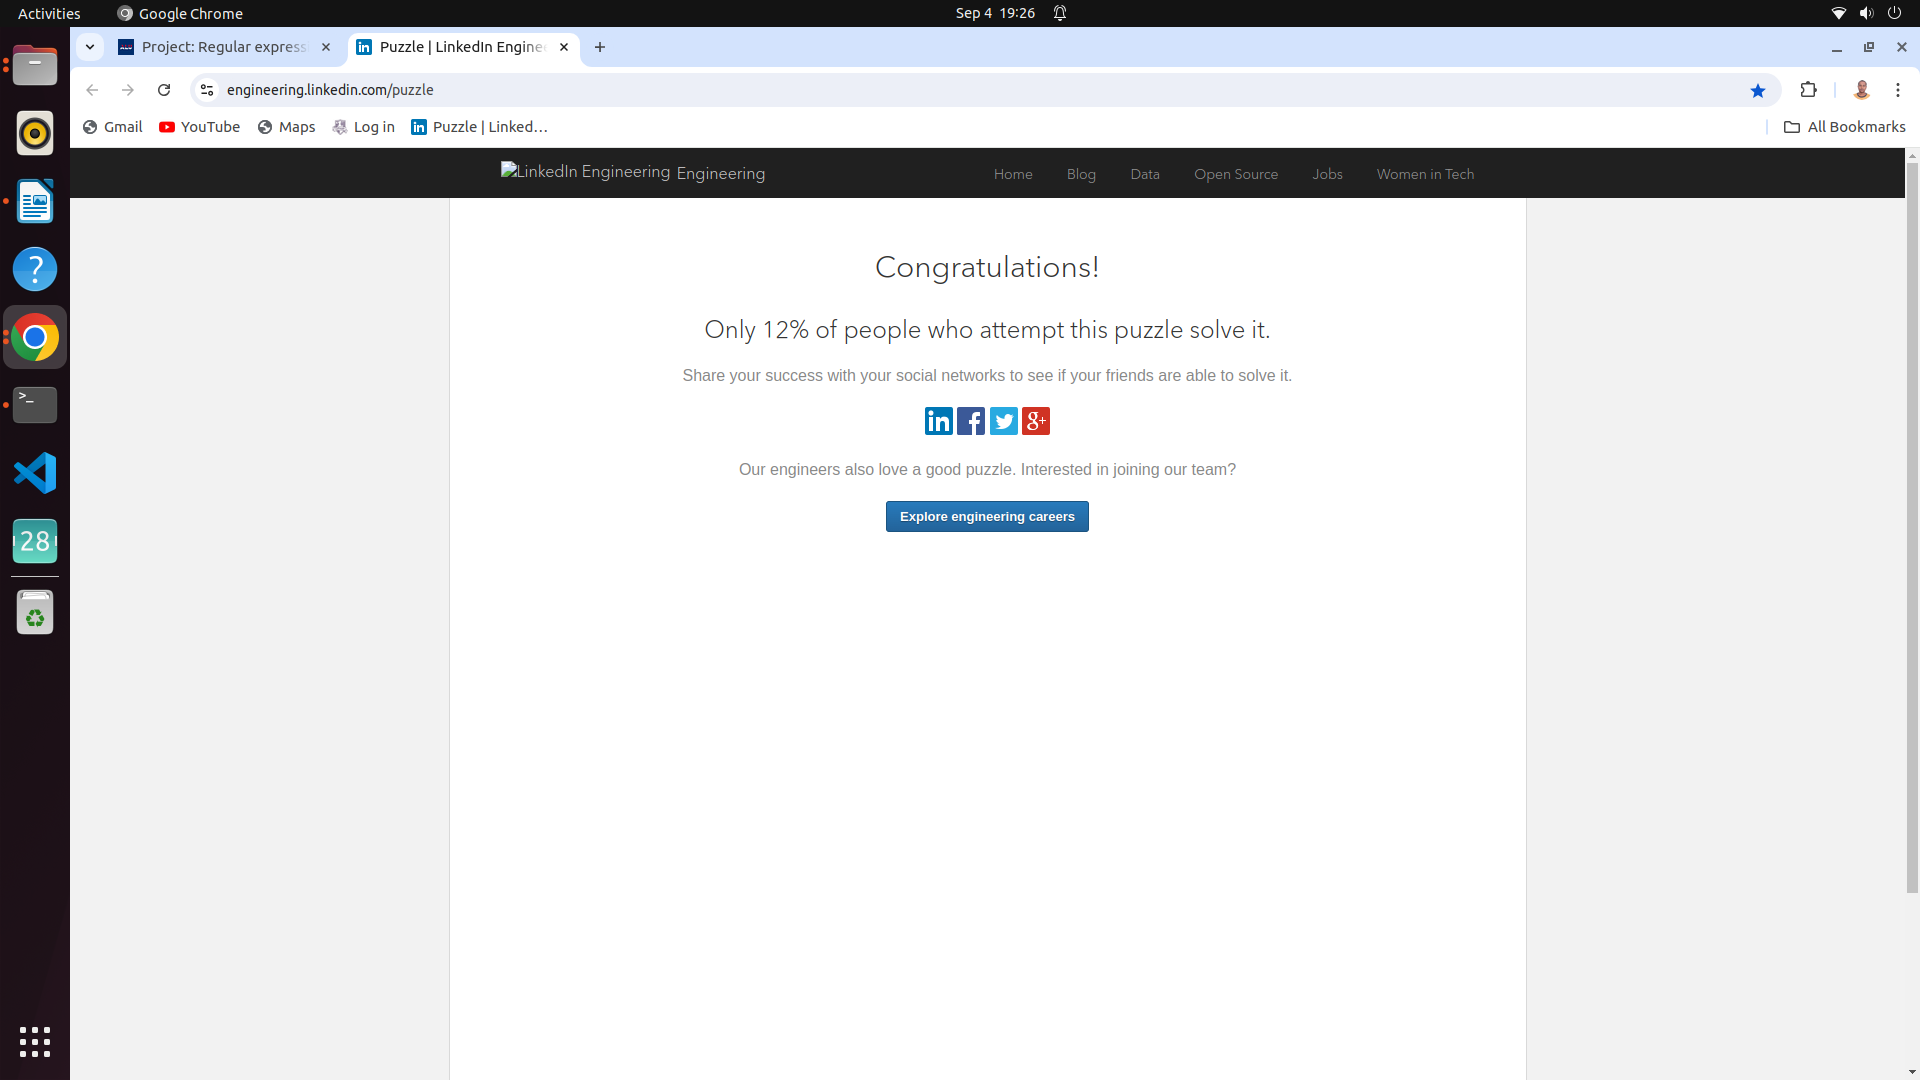 Activities
Google Chrome
Sep 4 19:26
Project: Regular express
Puzzle | LinkedIn Enginee
engineering.linkedin.com/puzzle
Gmail
YouTube
Maps
Log in
Puzzle | Linked…
All Bookmarks
LinkedIn Engineering Engineering
Home
Blog
Data
Open Source
Jobs
Women in Tech
Congratulations!
Only 12% of people who attempt this puzzle solve it.
Share your success with your social networks to see if your friends are able to solve it.
Our engineers also love a good puzzle. Interested in joining our team?
Explore engineering careers
28